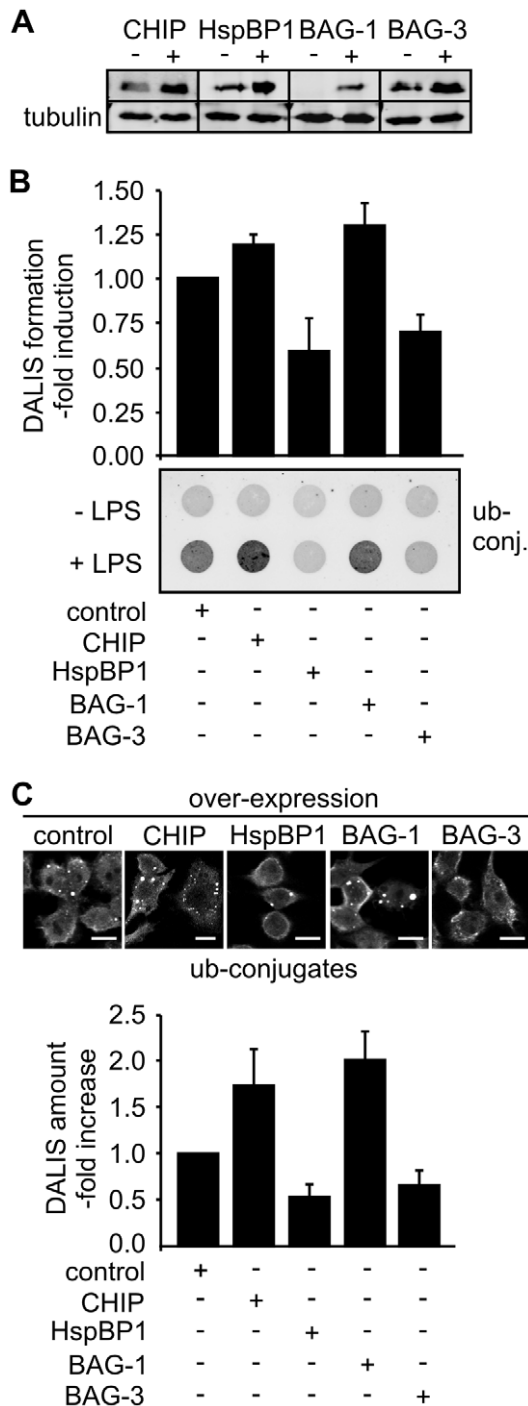 A
CHIP HspBP1 BAG-1 BAG-3
- + - + - + - +
tubulin
B
DALIS formation
-fold induction
1.50
1.25
1.00
0.75
0.50
0.25
0.00
- LPS
+ LPS
ub-
conj.
control + - - - -
CHIP - + - - -
HspBP1 - - + - -
BAG-1 - - - + -
BAG-3 - - - - +
C
over-expression
control CHIP HspBP1 BAG-1 BAG-3
ub-conjugates
DALIS amount
-fold increase
2.5
2.0
1.5
1.0
0.5
0.0
control + - - - -
CHIP - + - - -
HspBP1 - - + - -
BAG-1 - - - + -
BAG-3 - - - - +